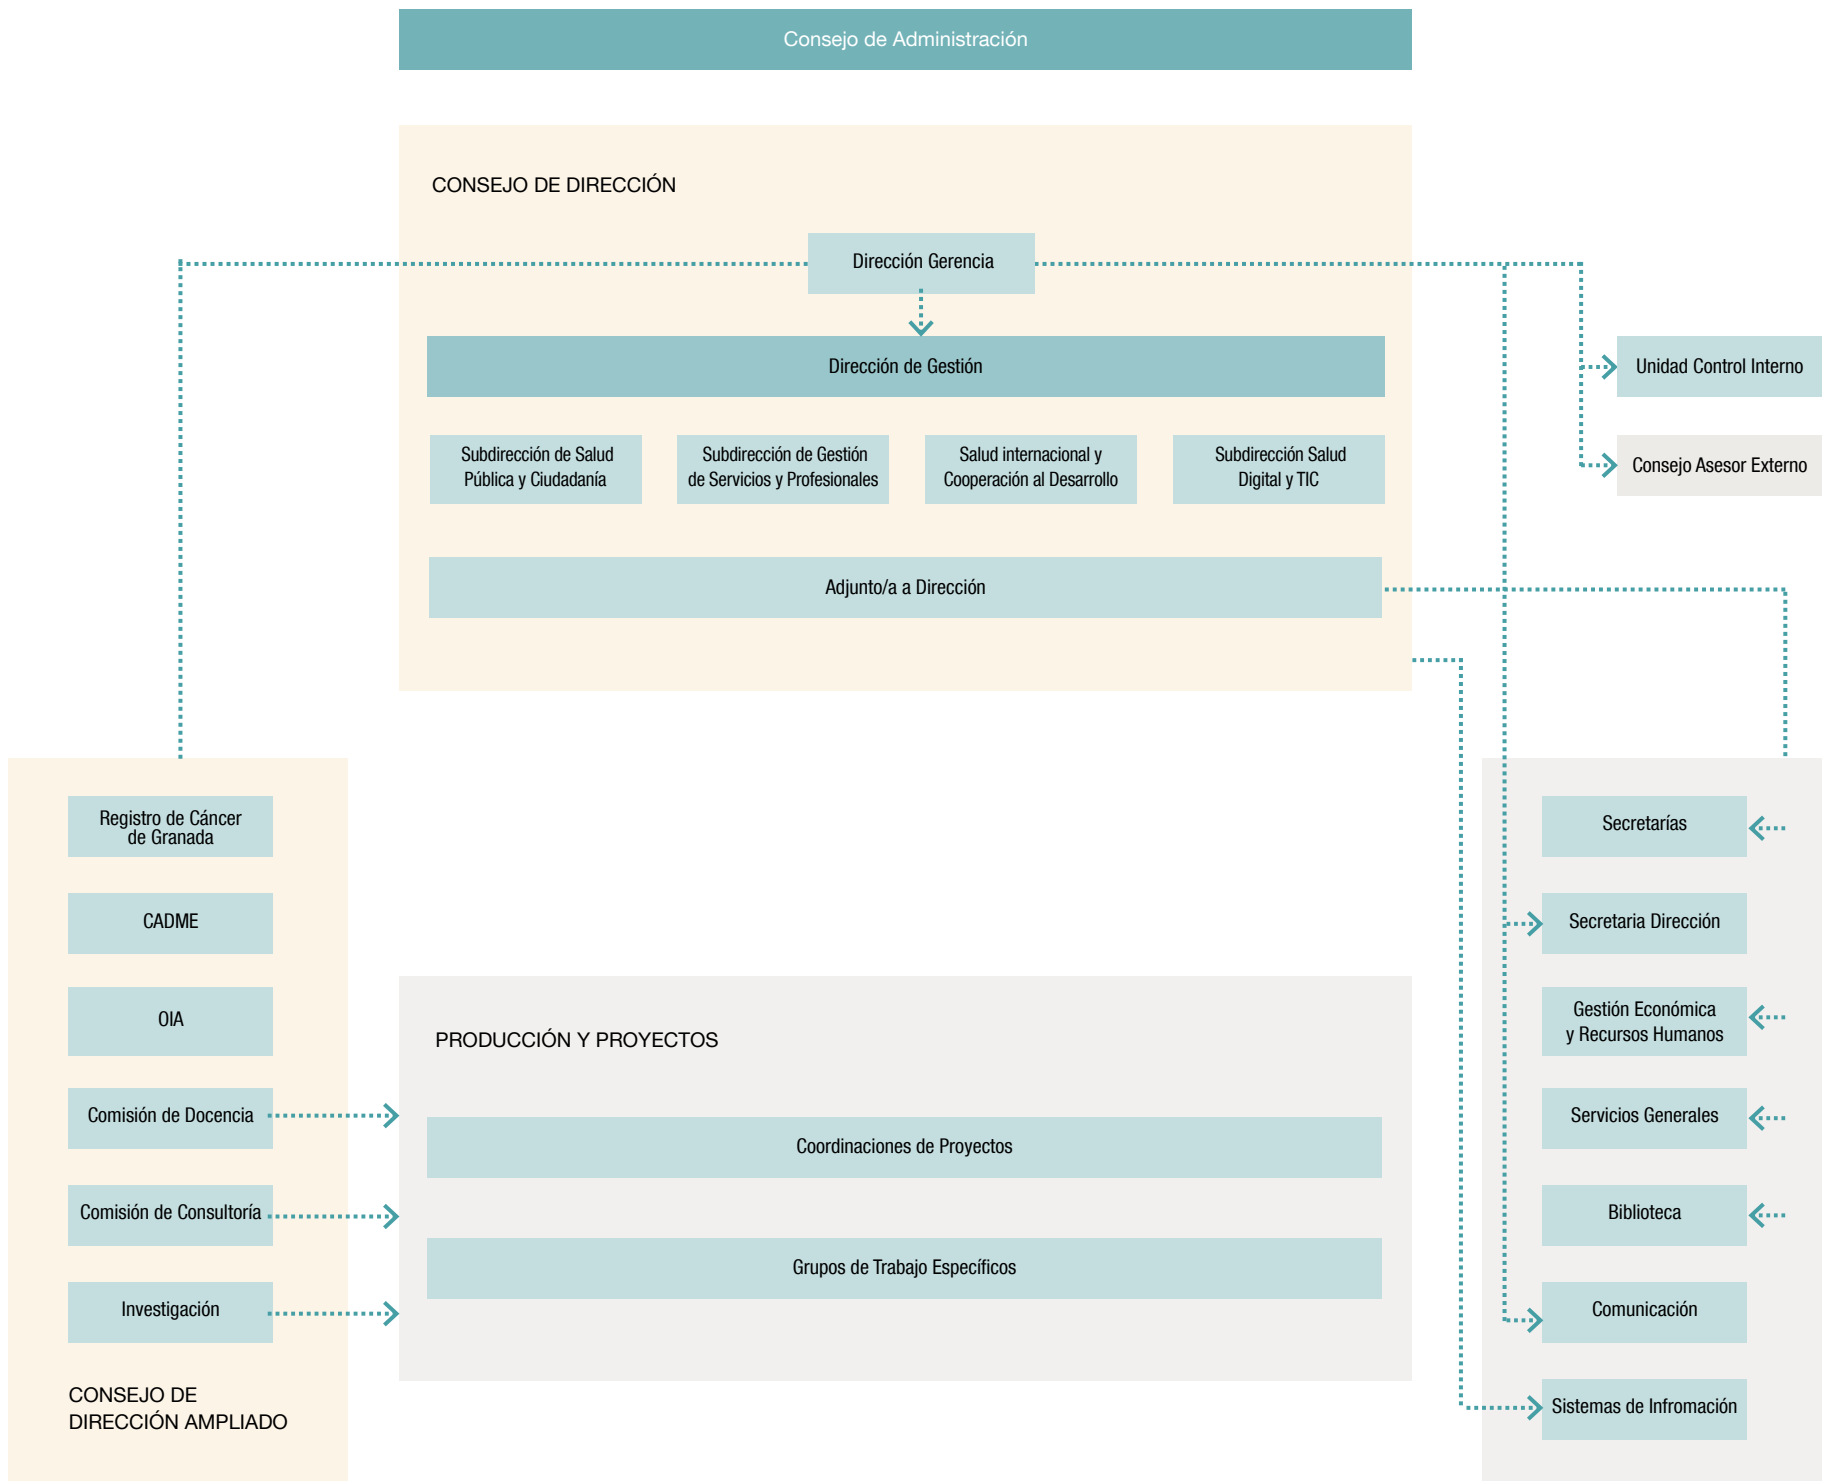 Consejo de Administración
CONSEJO DE DIRECCIÓN
Dirección Gerencia
Dirección de Gestión
Unidad Control Interno
Subdirección de Salud
Pública y Ciudadanía
Subdirección de Gestión
de Servicios y Profesionales
Salud internacional y
Cooperación al Desarrollo
Subdirección Salud
Digital y TIC
Consejo Asesor Externo
Adjunto/a a Dirección
Registro de Cáncer
de Granada
CADME
OIA
Comisión de Docencia
Comisión de Consultoría
Investigación
CONSEJO DE
DIRECCIÓN AMPLIADO
PRODUCCIÓN Y PROYECTOS
Coordinaciones de Proyectos
Grupos de Trabajo Específicos
Secretarías
Secretaria Dirección
Gestión Económica
y Recursos Humanos
Servicios Generales
Biblioteca
Comunicación
Sistemas de Infromación